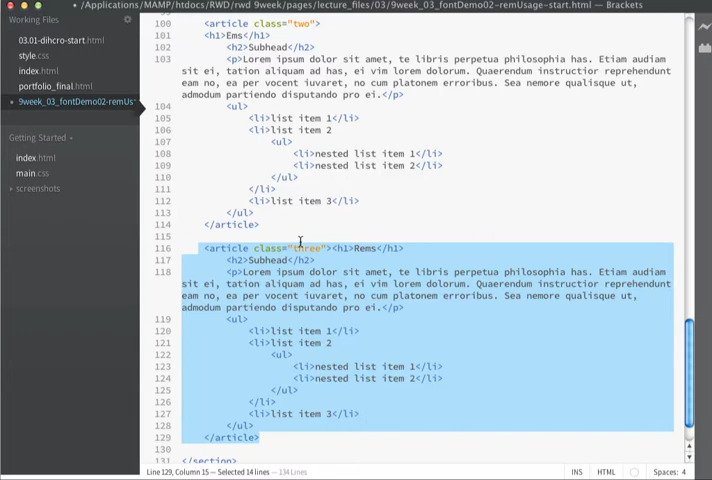 /Applications/MAMP/htdocs/RWD/rwd 9week/pages/lecture_files/03/9week_03_fontDemo02-remUsage-start.html — Brackets
Working Files
03.01-dihcro-start.html
style.css
index.html
portfolio_final.html
9week_03_fontDemo02-remUs
Getting Started
index.html
main.css
screenshots
100 <article class="two">
101 <h1>Ems</h1>
102 <h2>Subhead</h2>
103 <p>Lorem ipsum dolor sit amet, te libris perpetua philosophia has. Etiam audiam
sit ei, tation aliquam ad has, ei vim lorem dolorum. Quaerendum instructior reprehendunt
eam no, ea per vocent iuvaret, no cum platonem erroribus. Sea nemore qualisque ut,
admodum partiendo disputando pro ei.</p>
104 <ul>
105 <li>list item 1</li>
106 <li>list item 2
107 <ul>
108 <li>nested list item 1</li>
109 <li>nested list item 2</li>
110 </ul>
111 </li>
112 <li>list item 3</li>
113 </ul>
114 </article>
115
116 <article class="three"><h1>Rems</h1>
117 <h2>Subhead</h2>
118 <p>Lorem ipsum dolor sit amet, te libris perpetua philosophia has. Etiam audiam
sit ei, tation aliquam ad has, ei vim lorem dolorum. Quaerendum instructior reprehendunt
eam no, ea per vocent iuvaret, no cum platonem erroribus. Sea nemore qualisque ut,
admodum partiendo disputando pro ei.</p>
119 <ul>
120 <li>list item 1</li>
121 <li>list item 2
122 <ul>
123 <li>nested list item 1</li>
124 <li>nested list item 2</li>
125 </ul>
126 </li>
127 <li>list item 3</li>
128 </ul>
129 </article>
130
131 </section>
Line 129, Column 15 — Selected 14 lines — 134 Lines
INS HTML Spaces: 4